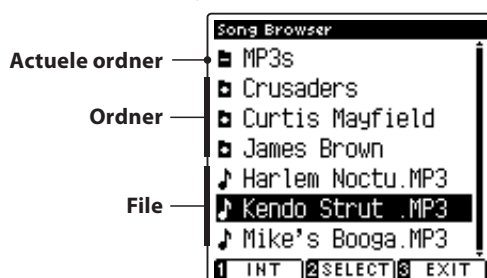 Song Browser
Actuele ordner
MP3s
Ordner
Crusaders
Curtis Mayfield
James Brown
File
Harlem Noctu.MP3
Kendo Strut .MP3
Mike's Booga.MP3
1 INT 2 SELECT 3 EXIT